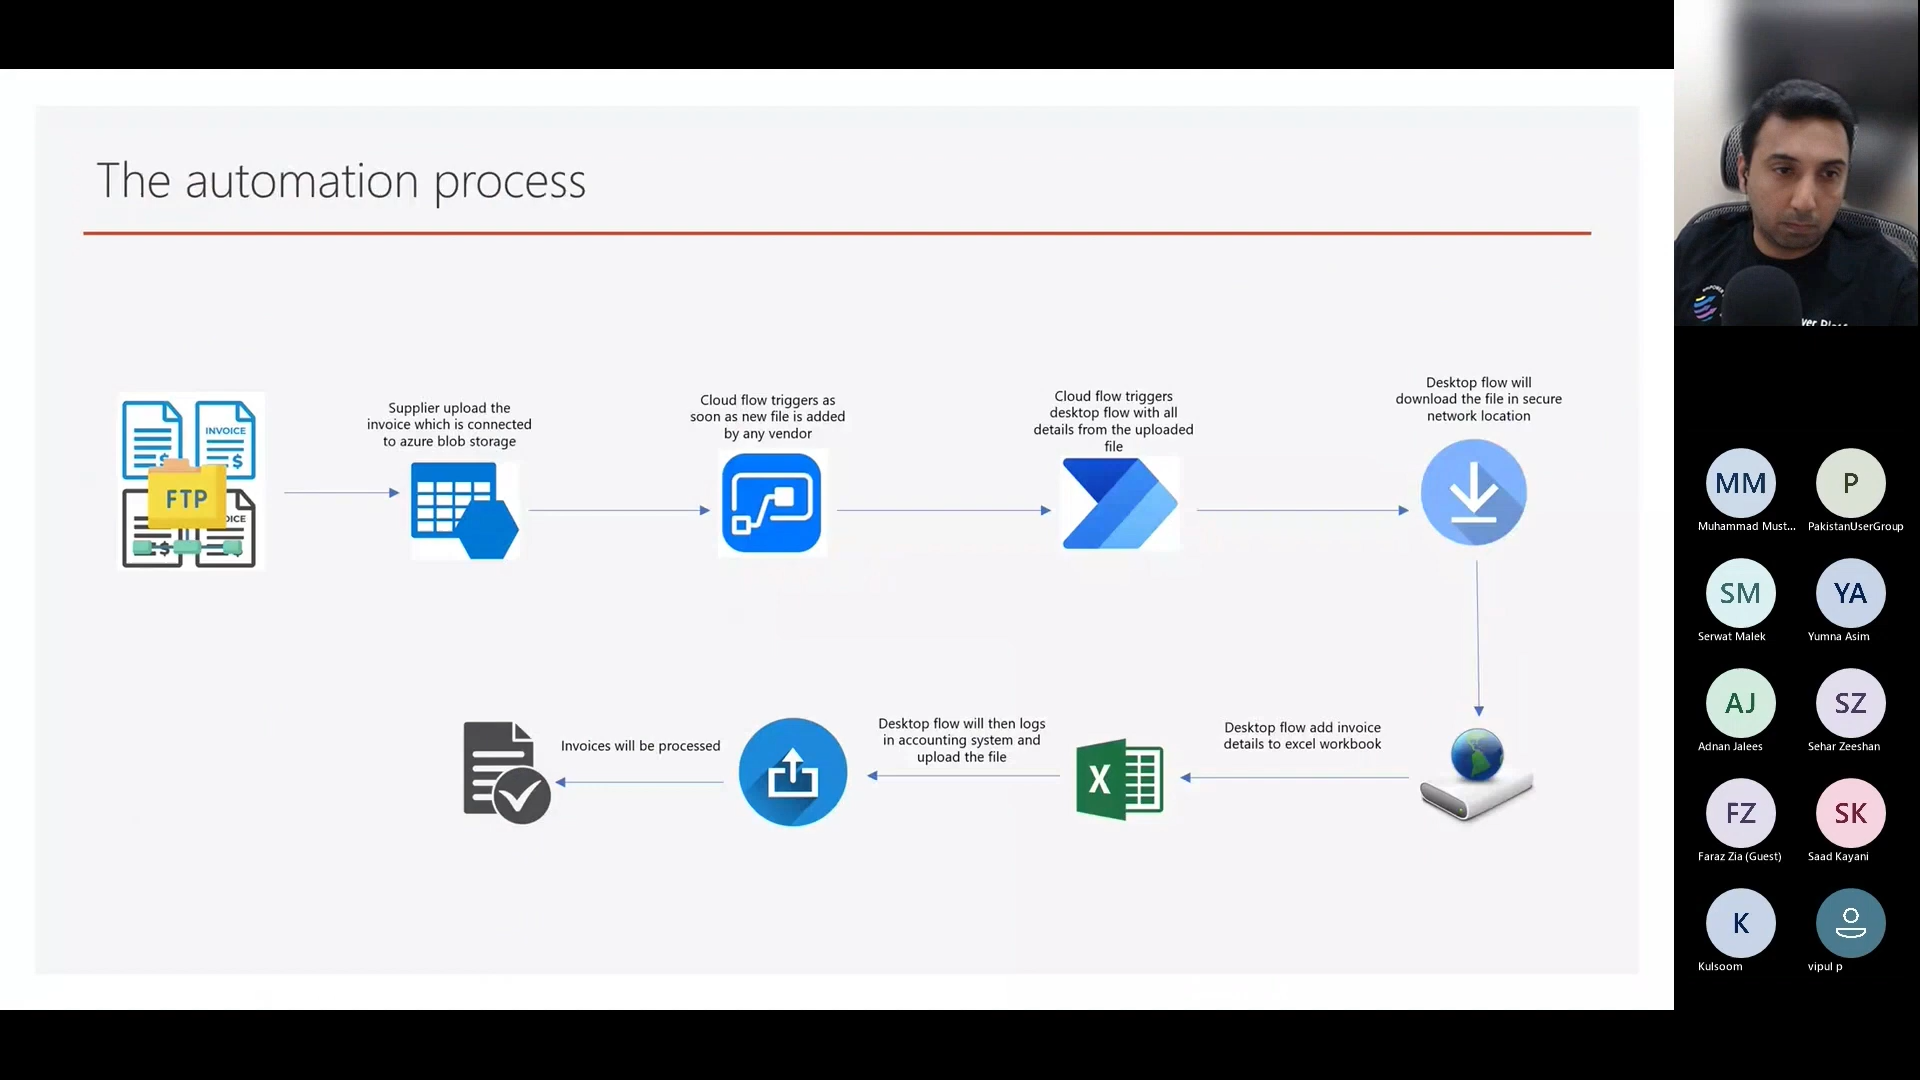 The automation process
INVOICE
$
$
FTP
OICE
$
Supplier upload the
invoice which is connected
to azure blob storage
Cloud flow triggers as
soon as new file is added
by any vendor
Cloud flow triggers
desktop flow with all
details from the uploaded
file
Desktop flow will
download the file in secure
network location
Desktop flow add invoice
details to excel workbook
X
Desktop flow will then logs
in accounting system and
upload the file
Invoices will be processed
MM
Muhammad Must...
P
PakistanUserGroup
SM
Serwat Malek
YA
Yumna Asim
AJ
Adnan Jalees
SZ
Sehar Zeeshan
FZ
Faraz Zia (Guest)
SK
Saad Kayani
K
Kulsoom
vipul p